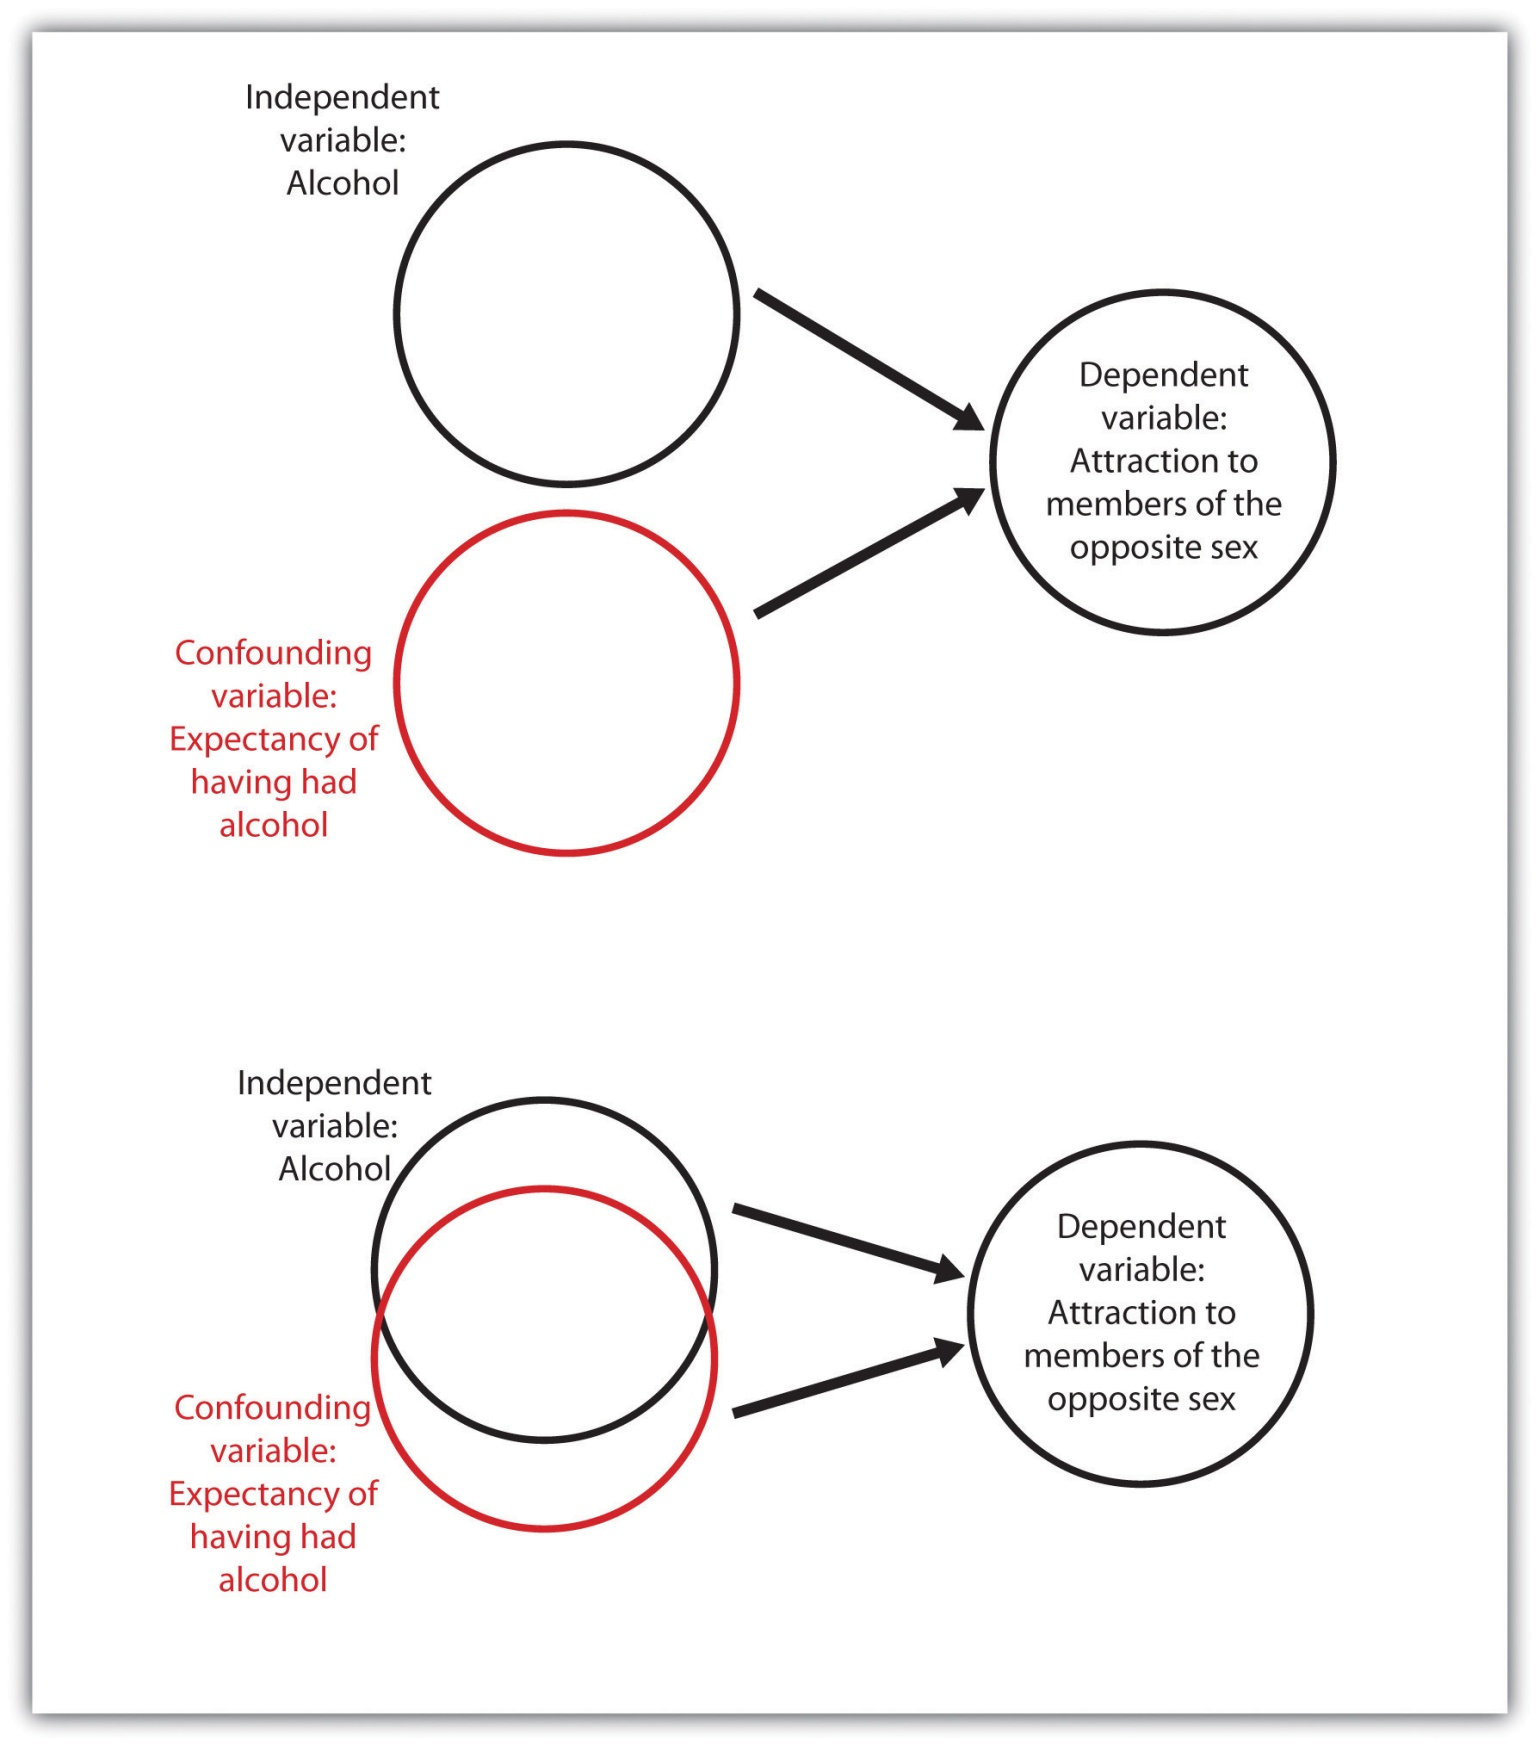 Independent
variable:
Alcohol
Dependent
variable:
Attraction to
members of the
opposite sex
Confounding
variable:
Expectancy of
having had
alcohol
Independent
variable:
Alcohol
Dependent
variable:
Attraction to
members of the
opposite sex
Confounding
variable:
Expectancy of
having had
alcohol